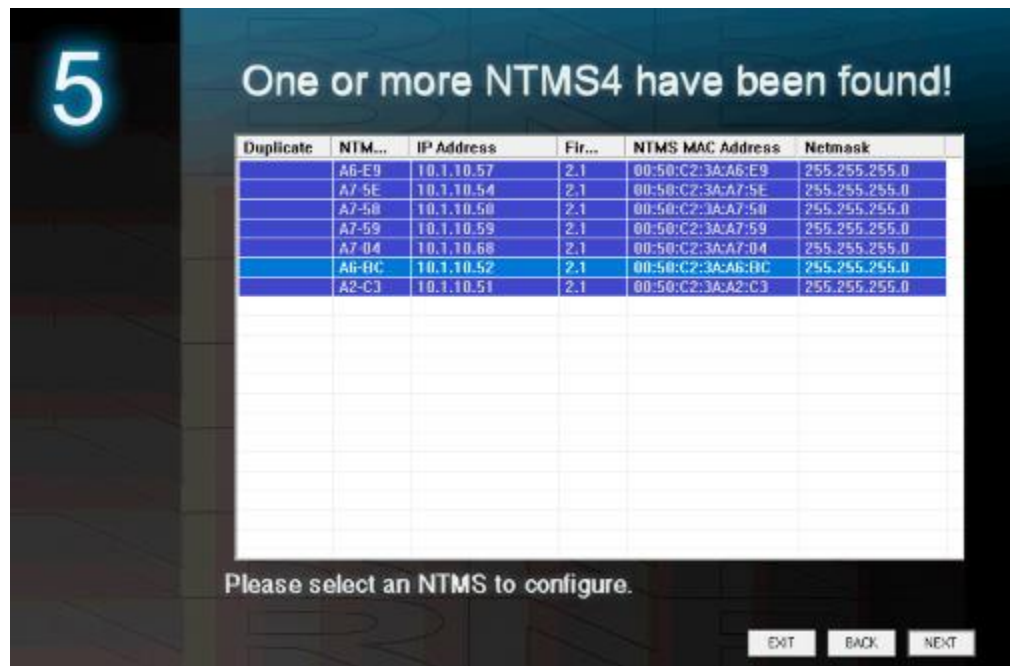 5
One or more NTMS4 have been found!
Duplicate NTM... IP Address Fir... NTMS MAC Address Netmask
A6-E9 10.1.10.57 2.1 00:50:C2:3A:A6:E9 255.255.255.0
A7-5E 10.1.10.54 2.1 00:50:C2:3A:A7:5E 255.255.255.0
A7-58 10.1.10.58 2.1 00:50:C2:3A:A7:58 255.255.255.0
A7-59 10.1.10.59 2.1 00:50:C2:3A:A7:59 255.255.255.0
A7-04 10.1.10.68 2.1 00:50:C2:3A:A7:04 255.255.255.0
A6-BC 10.1.10.52 2.1 00:50:C2:3A:A6:BC 255.255.255.0
A2-C3 10.1.10.51 2.1 00:50:C2:3A:A2:C3 255.255.255.0
Please select an NTMS to configure.
EXIT BACK NEXT